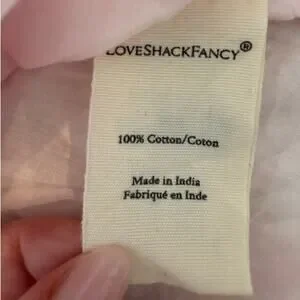 LOVESHACKFANCY®
100% Cotton/Coton
Made in India
Fabriqué en Inde